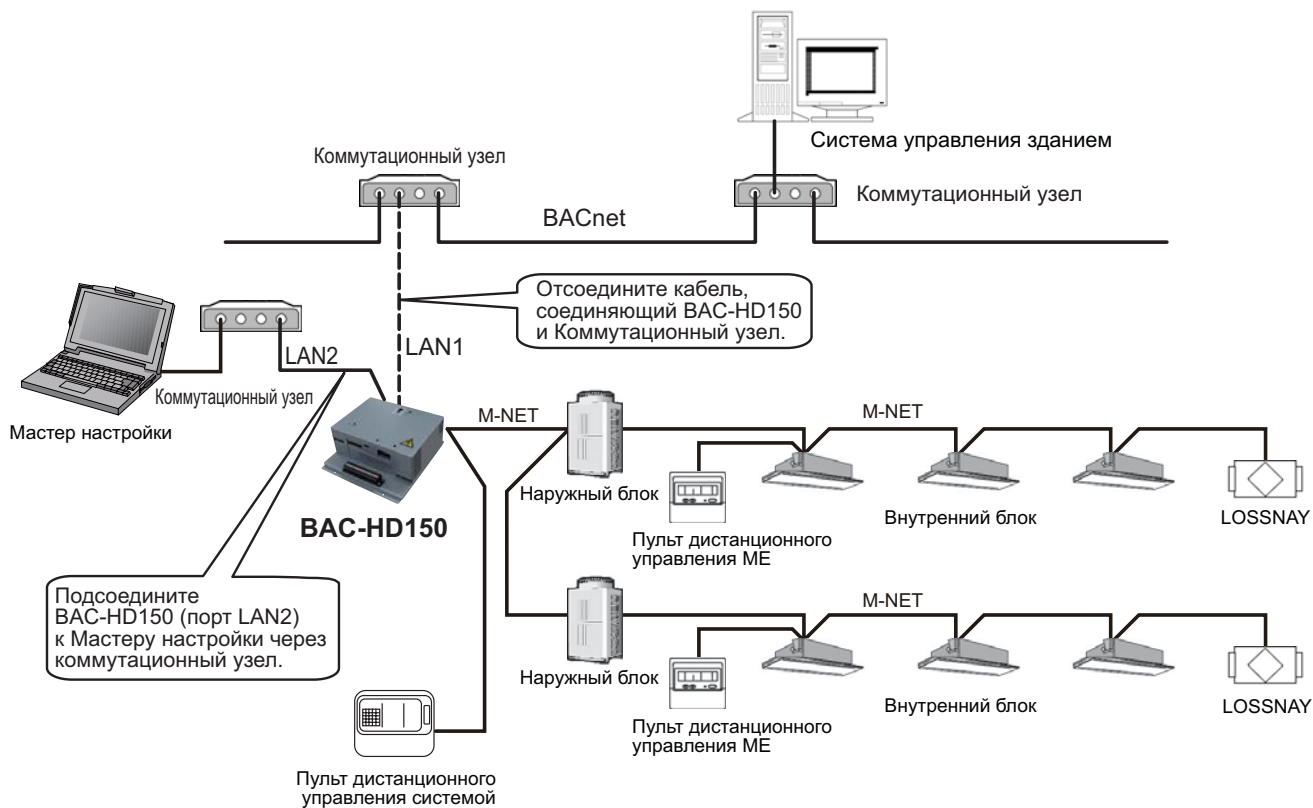 Система управления зданием
Коммутационный узел
Коммутационный узел
BACnet
Отсоедините кабель,
соединяющий BAC-HD150
и Коммутационный узел.
LAN2
LAN1
Коммутационный узел
Мастер настройки
M-NET
BAC-HD150
Наружный блок
Пульт дистанционного
управления ME
Внутренний блок
LOSSNAY
Подсоедините
BAC-HD150 (порт LAN2)
к Мастеру настройки через
коммутационный узел.
M-NET
Наружный блок
Пульт дистанционного
управления ME
Внутренний блок
LOSSNAY
Пульт дистанционного
управления системой